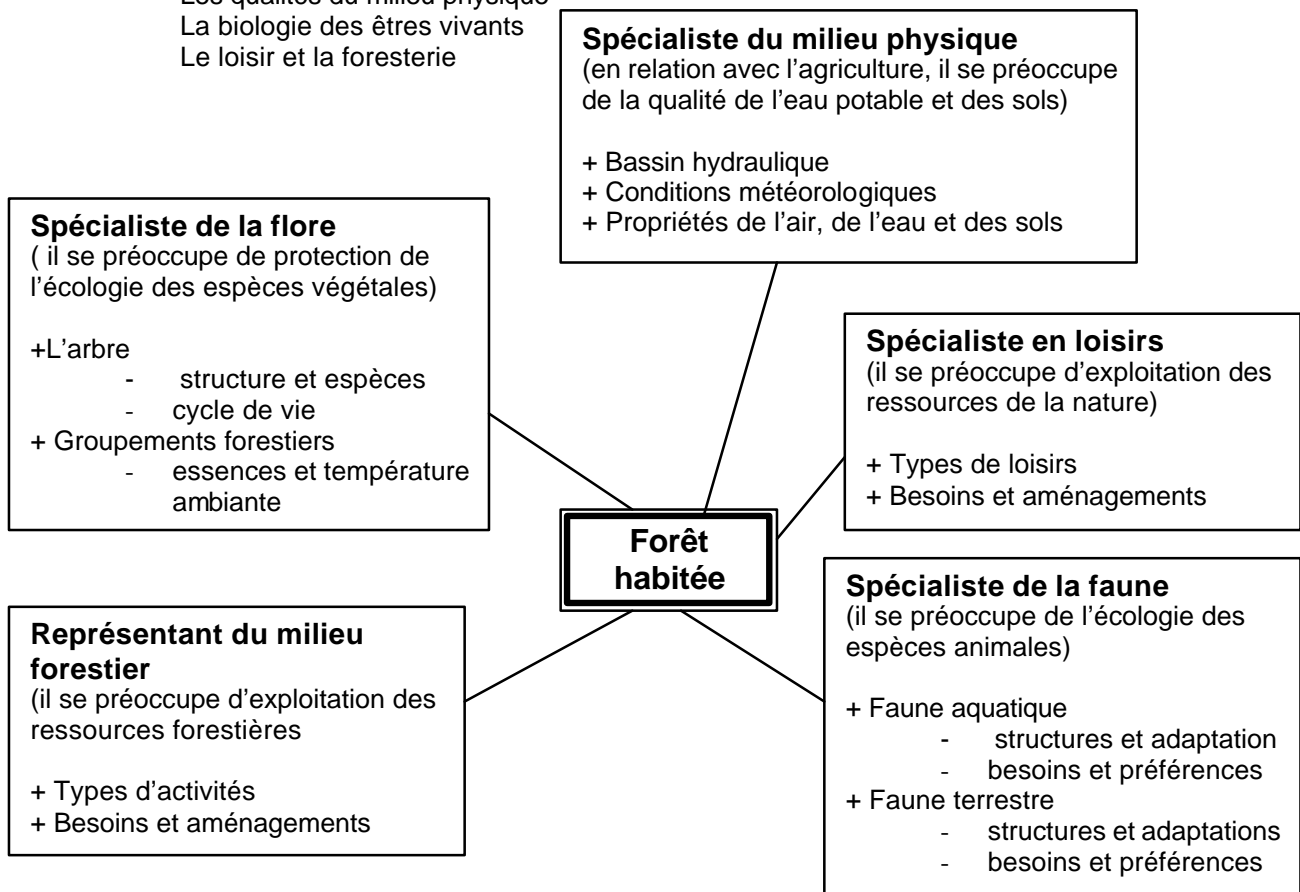 Les qualités du milieu physique
La biologie des êtres vivants
Le loisir et la foresterie
Spécialiste du milieu physique
(en relation avec l'agriculture, il se préoccupe
de la qualité de l'eau potable et des sols)
+ Bassin hydraulique
+ Conditions météorologiques
+ Propriétés de l'air, de l'eau et des sols
Spécialiste de la flore
( il se préoccupe de protection de
l'écologie des espèces végétales)
+L'arbre
- structure et espèces
- cycle de vie
+ Groupements forestiers
- essences et température
ambiante
Spécialiste en loisirs
(il se préoccupe d'exploitation des
ressources de la nature)
+ Types de loisirs
+ Besoins et aménagements
Forêt
habitée
Représentant du milieu
forestier
(il se préoccupe d'exploitation des
ressources forestières
+ Types d'activités
+ Besoins et aménagements
Spécialiste de la faune
(il se préoccupe de l'écologie des
espèces animales)
+ Faune aquatique
- structures et adaptation
- besoins et préférences
+ Faune terrestre
- structures et adaptations
- besoins et préférences